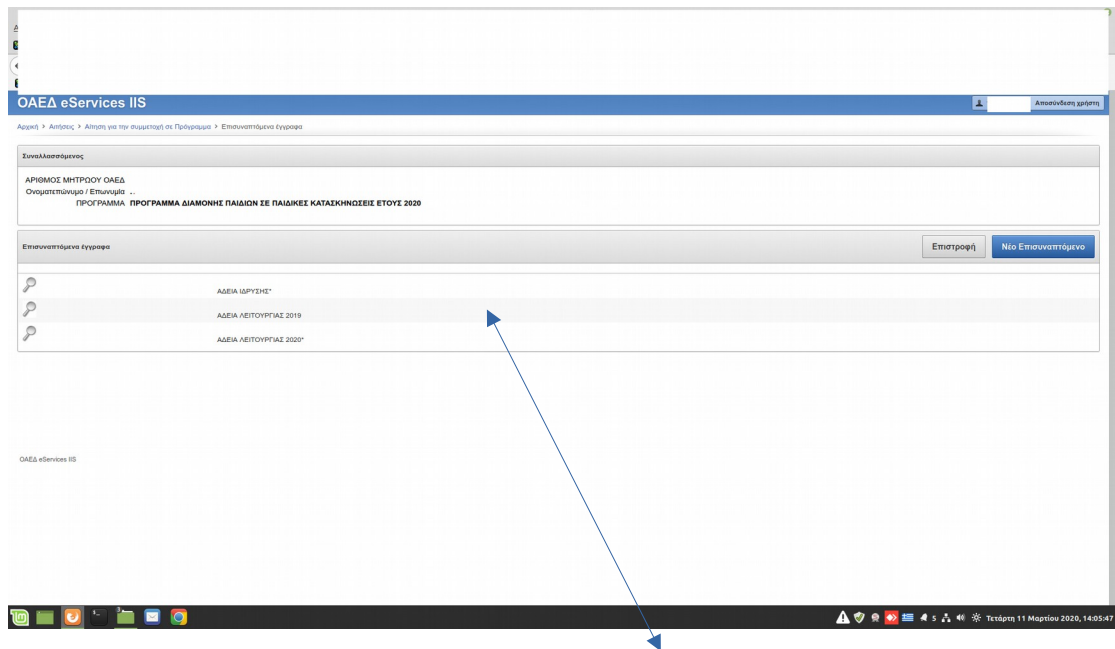 ΟΑΕΔ eServices IIS
Αποσύνδεση χρήστη
Αρχική > Αιτήσεις > Αίτηση για την συμμετοχή σε Πρόγραμμα > Επισυναπτόμενα έγγραφα
Συναλλασσόμενος
ΑΡΙΘΜΟΣ ΜΗΤΡΩΟΥ ΟΑΕΔ
Ονοματεπώνυμο / Επωνυμία ..
ΠΡΟΓΡΑΜΜΑ ΠΡΟΓΡΑΜΜΑ ΔΙΑΜΟΝΗΣ ΠΑΙΔΙΩΝ ΣΕ ΠΑΙΔΙΚΕΣ ΚΑΤΑΣΚΗΝΩΣΕΙΣ ΕΤΟΥΣ 2020
Επισυναπτόμενα έγγραφα
Επιστροφή
Νέο Επισυναπτόμενο
ΑΔΕΙΑ ΙΔΡΥΣΗΣ*
ΑΔΕΙΑ ΛΕΙΤΟΥΡΓΙΑΣ 2019
ΑΔΕΙΑ ΛΕΙΤΟΥΡΓΙΑΣ 2020*
ΟΑΕΔ eServices IIS
5 Τετάρτη 11 Μαρτίου 2020, 14:05:47